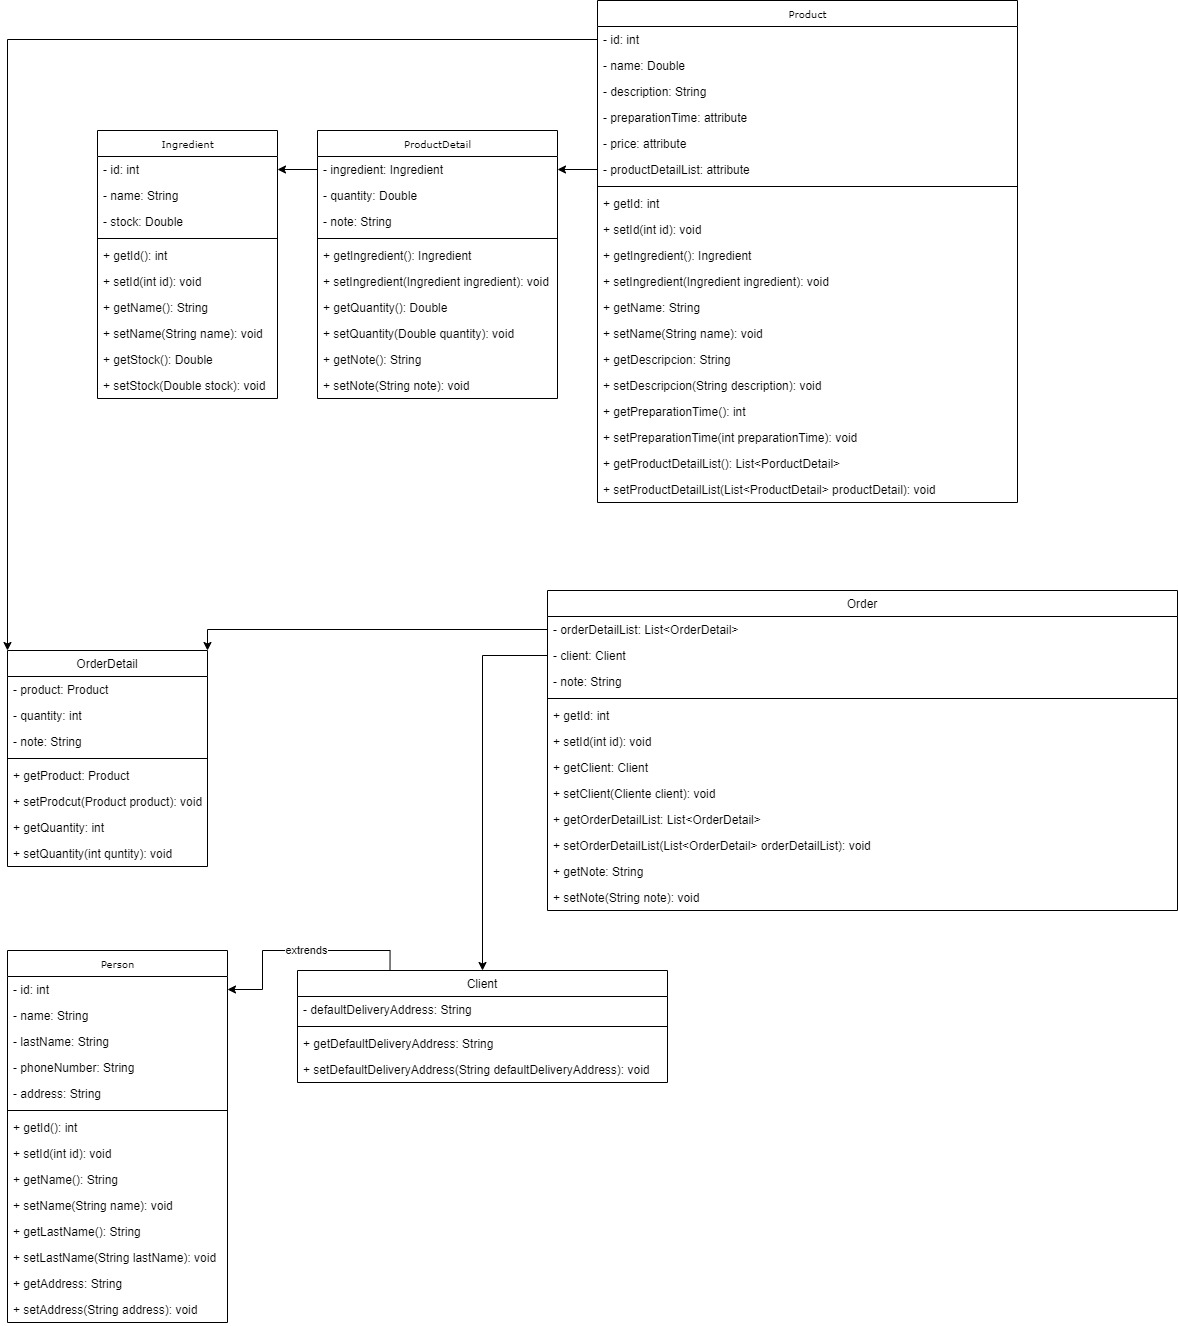 Product
- id: int
- name: Double
- description: String
- preparationTime: attribute
- price: attribute
- productDetailList: attribute
+ getId: int
+ setId(int id): void
+ getIngredient(): Ingredient
+ setIngredient(Ingredient ingredient): void
+ getName: String
+ setName(String name): void
+ getDescripcion: String
+ setDescripcion(String description): void
+ getPreparationTime(): int
+ setPreparationTime(int preparationTime): void
+ getProductDetailList(): List<PorductDetail>
+ setProductDetailList(List<ProductDetail> productDetail): void
Ingredient
- id: int
- name: String
- stock: Double
+ getId(): int
+ setId(int id): void
+ getName(): String
+ setName(String name): void
+ getStock(): Double
+ setStock(Double stock): void
ProductDetail
- ingredient: Ingredient
- quantity: Double
- note: String
+ getIngredient(): Ingredient
+ setIngredient(Ingredient ingredient): void
+ getQuantity(): Double
+ setQuantity(Double quantity): void
+ getNote(): String
+ setNote(String note): void
Order
- orderDetailList: List<OrderDetail>
- client: Client
- note: String
+ getId: int
+ setId(int id): void
+ getClient: Client
+ setClient(Cliente client): void
+ getOrderDetailList: List<OrderDetail>
+ setOrderDetailList(List<OrderDetail> orderDetailList): void
+ getNote: String
+ setNote(String note): void
OrderDetail
- product: Product
- quantity: int
- note: String
+ getProduct: Product
+ setProdcut(Product product): void
+ getQuantity: int
+ setQuantity(int quntity): void
extrends
Person
- id: int
- name: String
- lastName: String
- phoneNumber: String
- address: String
+ getId(): int
+ setId(int id): void
+ getName(): String
+ setName(String name): void
+ getLastName(): String
+ setLastName(String lastName): void
+ getAddress: String
+ setAddress(String address): void
Client
- defaultDeliveryAddress: String
+ getDefaultDeliveryAddress: String
+ setDefaultDeliveryAddress(String defaultDeliveryAddress): void